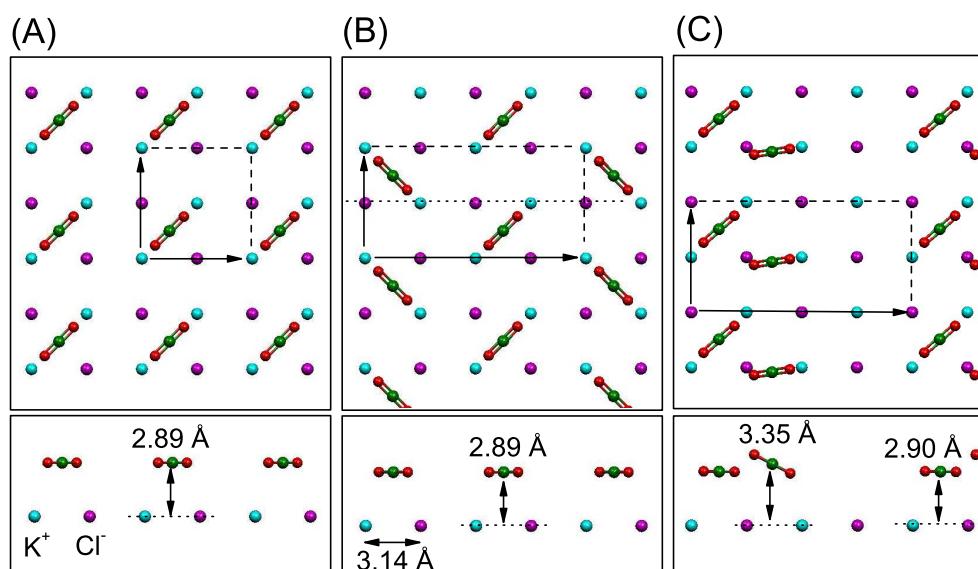 (A)
(B)
(C)
2.89 Å
K⁺
Cl⁻
2.89 Å
3.14 Å
3.35 Å
2.90 Å